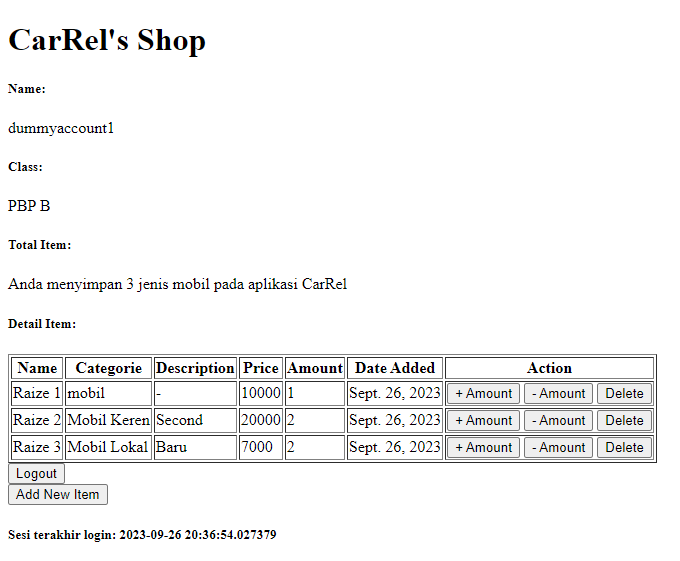 CarRel's Shop
Name:
dummyaccount1
Class:
PBP B
Total Item:
Anda menyimpan 3 jenis mobil pada aplikasi CarRel
Detail Item:
Name Categorie Description Price Amount Date Added Action
Raize 1 mobil - 10000 1 Sept. 26, 2023 + Amount - Amount Delete
Raize 2 Mobil Keren Second 20000 2 Sept. 26, 2023 + Amount - Amount Delete
Raize 3 Mobil Lokal Baru 7000 2 Sept. 26, 2023 + Amount - Amount Delete
Logout
Add New Item
Sesi terakhir login: 2023-09-26 20:36:54.027379